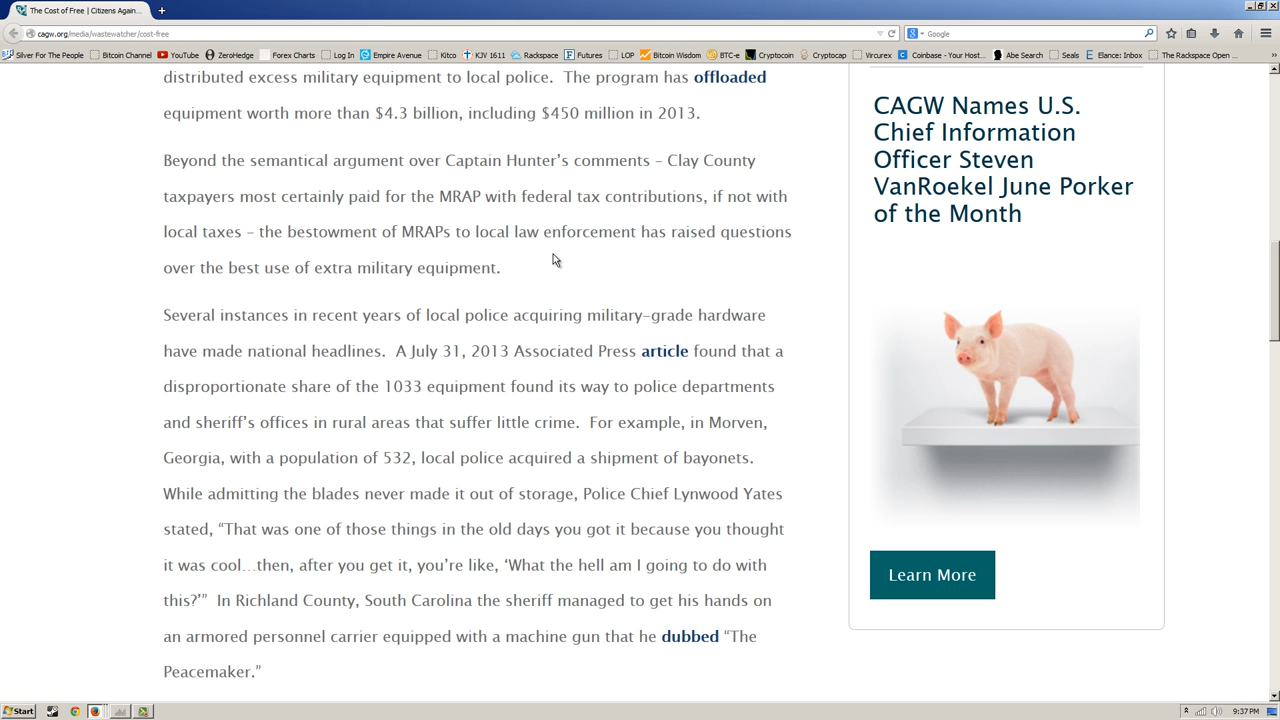 The Cost of Free | Citizens Again...
cagw.org/media/wastewatcher/cost-free
Google
Silver For The People
Bitcoin Channel
YouTube
ZeroHedge
Forex Charts
Log In
Empire Avenue
Kitco
KJV 1611
Rackspace
Futures
LOP
Bitcoin Wisdom
BTC-e
Cryptocoin
Cryptocap
Vircurex
Coinbase - Your Host...
Abe Search
Seals
Elance: Inbox
The Rackspace Open ...
distributed excess military equipment to local police. The program has offloaded
equipment worth more than $4.3 billion, including $450 million in 2013.
Beyond the semantical argument over Captain Hunter’s comments – Clay County
taxpayers most certainly paid for the MRAP with federal tax contributions, if not with
local taxes – the bestowment of MRAPs to local law enforcement has raised questions
over the best use of extra military equipment.
Several instances in recent years of local police acquiring military-grade hardware
have made national headlines. A July 31, 2013 Associated Press article found that a
disproportionate share of the 1033 equipment found its way to police departments
and sheriff’s offices in rural areas that suffer little crime. For example, in Morven,
Georgia, with a population of 532, local police acquired a shipment of bayonets.
While admitting the blades never made it out of storage, Police Chief Lynwood Yates
stated, “That was one of those things in the old days you got it because you thought
it was cool…then, after you get it, you’re like, ‘What the hell am I going to do with
this?’” In Richland County, South Carolina the sheriff managed to get his hands on
an armored personnel carrier equipped with a machine gun that he dubbed “The
Peacemaker.”
CAGW Names U.S.
Chief Information
Officer Steven
VanRoekel June Porker
of the Month
Learn More
Start
9:37 PM